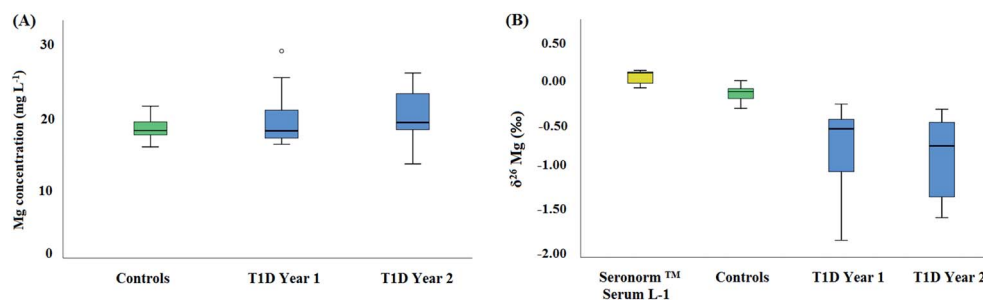 (A)
Mg concentration (mg L-1)
30
20
10
0
Controls
T1D Year 1
T1D Year 2
(B)
δ26 Mg (‰)
0.50
0.00
-0.50
-1.00
-1.50
-2.00
Seronorm ™
Serum L-1
Controls
T1D Year 1
T1D Year 2